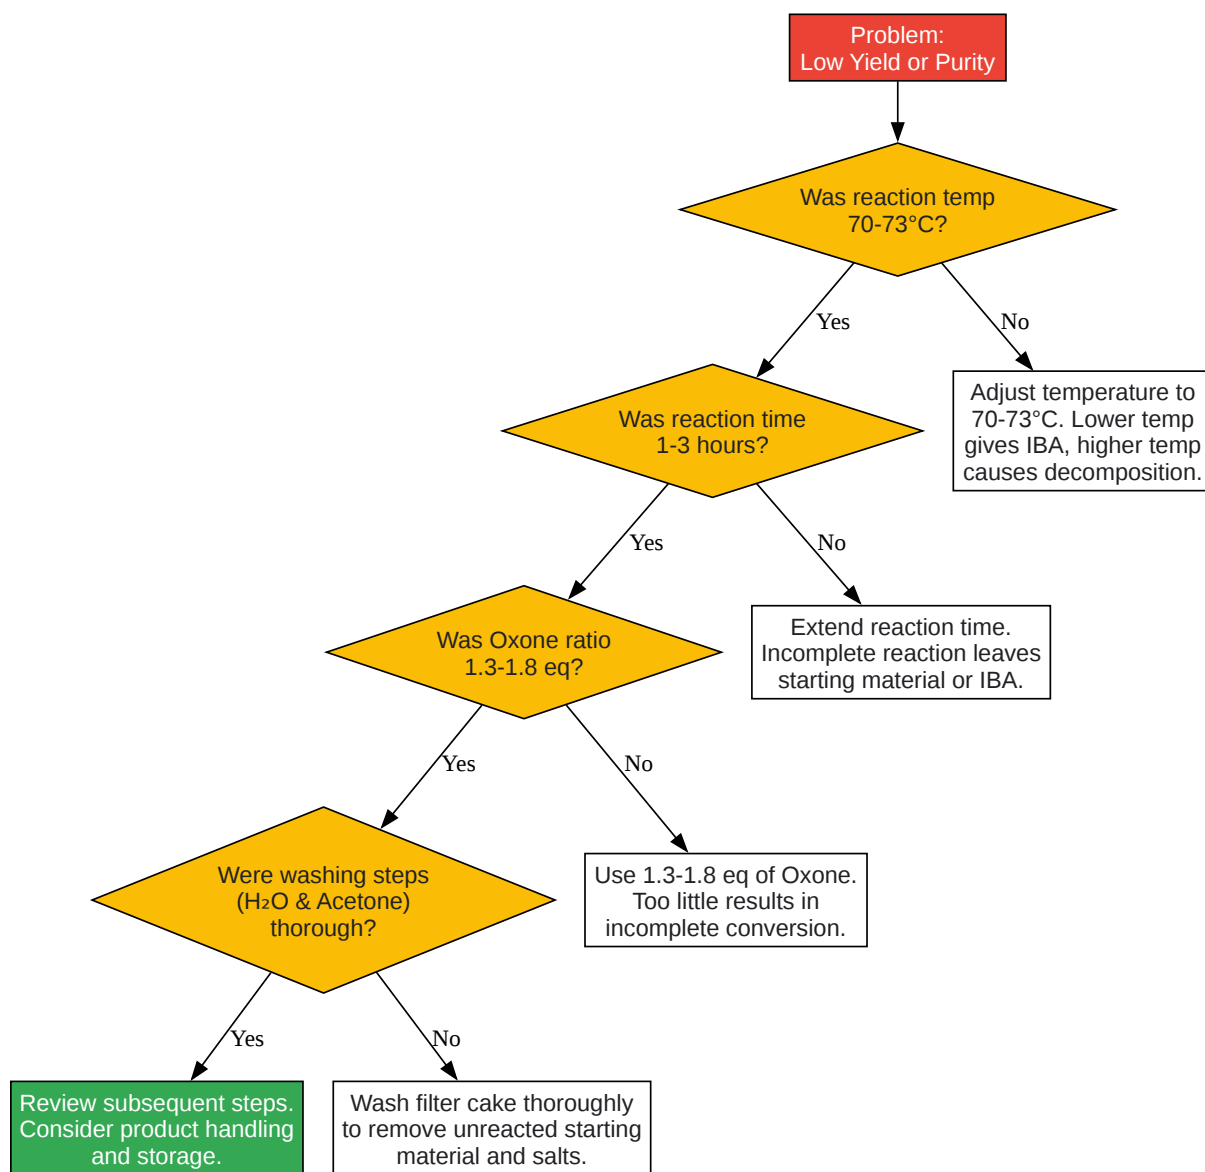 Problem:
Low Yield or Purity
Was reaction temp
70-73°C?
Yes
No
Adjust temperature to
70-73°C. Lower temp
gives IBA, higher temp
causes decomposition.
Was reaction time
1-3 hours?
Yes
No
Extend reaction time.
Incomplete reaction leaves
starting material or IBA.
Was Oxone ratio
1.3-1.8 eq?
Yes
No
Use 1.3-1.8 eq of Oxone.
Too little results in
incomplete conversion.
Were washing steps
(H₂O & Acetone)
thorough?
Yes
No
Review subsequent steps.
Consider product handling
and storage.
Wash filter cake thoroughly
to remove unreacted starting
material and salts.